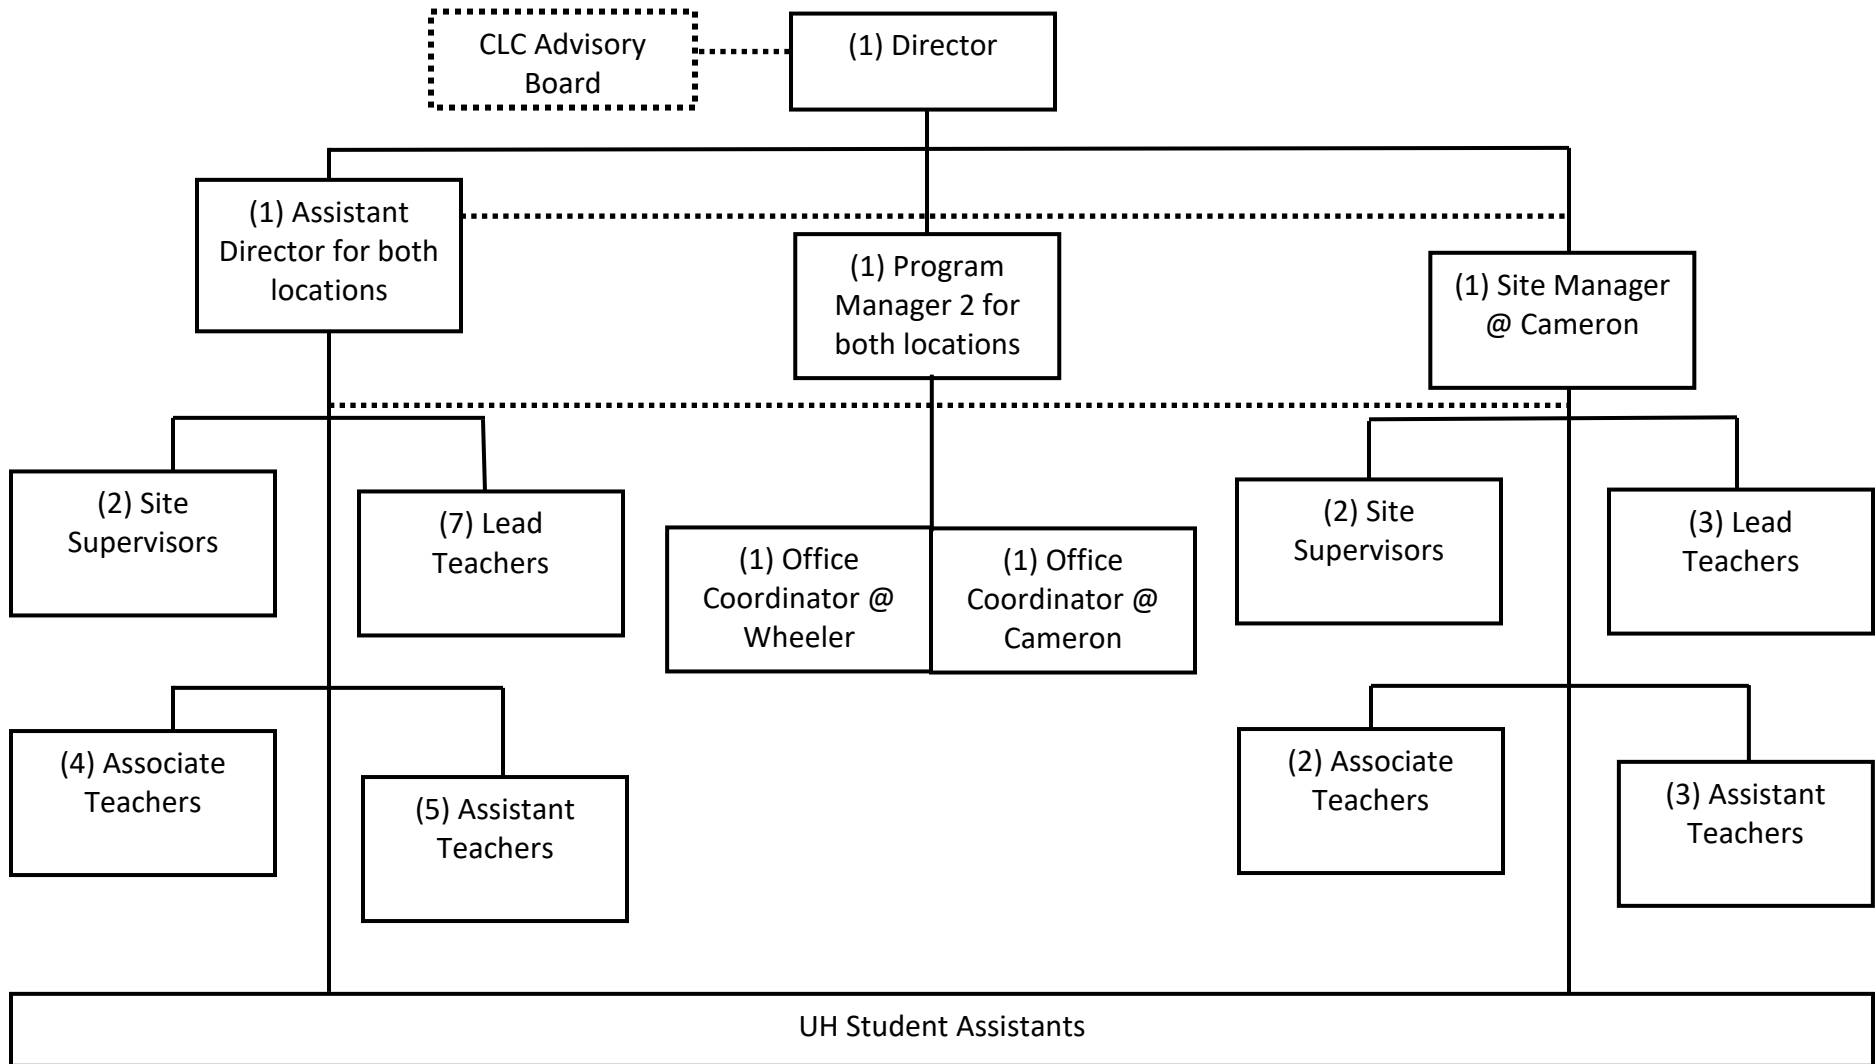 CLC Advisory
Board
(1) Director
(1) Assistant
Director for both
locations
(1) Program
Manager 2 for
both locations
(1) Site Manager
@ Cameron
(2) Site
Supervisors
(7) Lead
Teachers
(1) Office
Coordinator @
Wheeler
(1) Office
Coordinator @
Cameron
(2) Site
Supervisors
(3) Lead
Teachers
(4) Associate
Teachers
(5) Assistant
Teachers
(2) Associate
Teachers
(3) Assistant
Teachers
UH Student Assistants